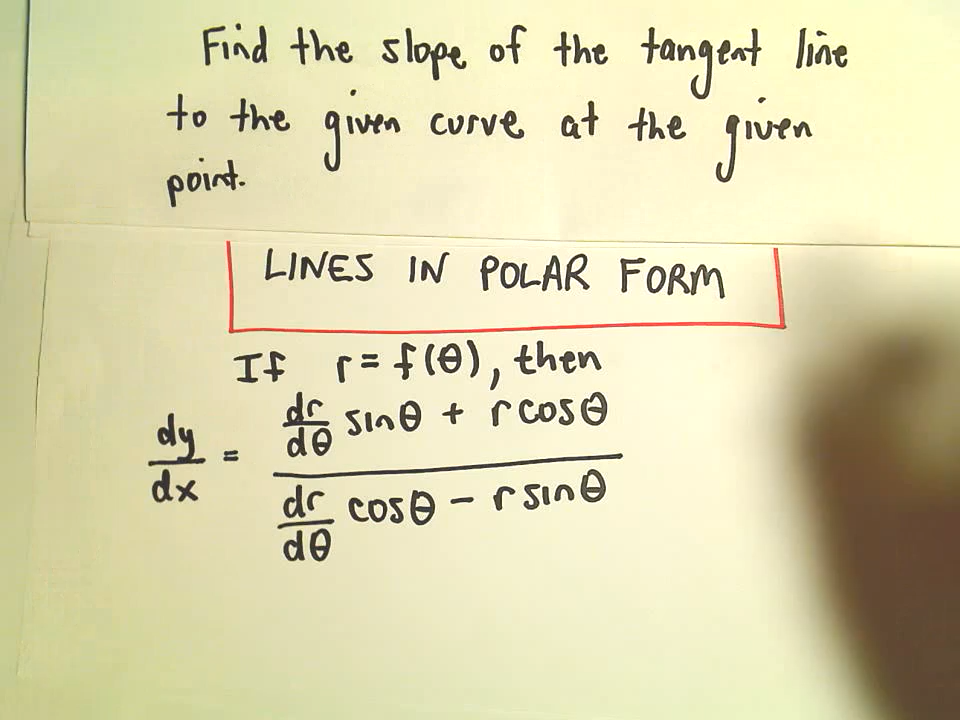 Find the slope of the tangent line
to the given curve at the given
point.
LINES IN POLAR FORM
If r = f(θ), then
dy/dx = (dr/dθ sinθ + r cosθ) / (dr/dθ cosθ - r sinθ)